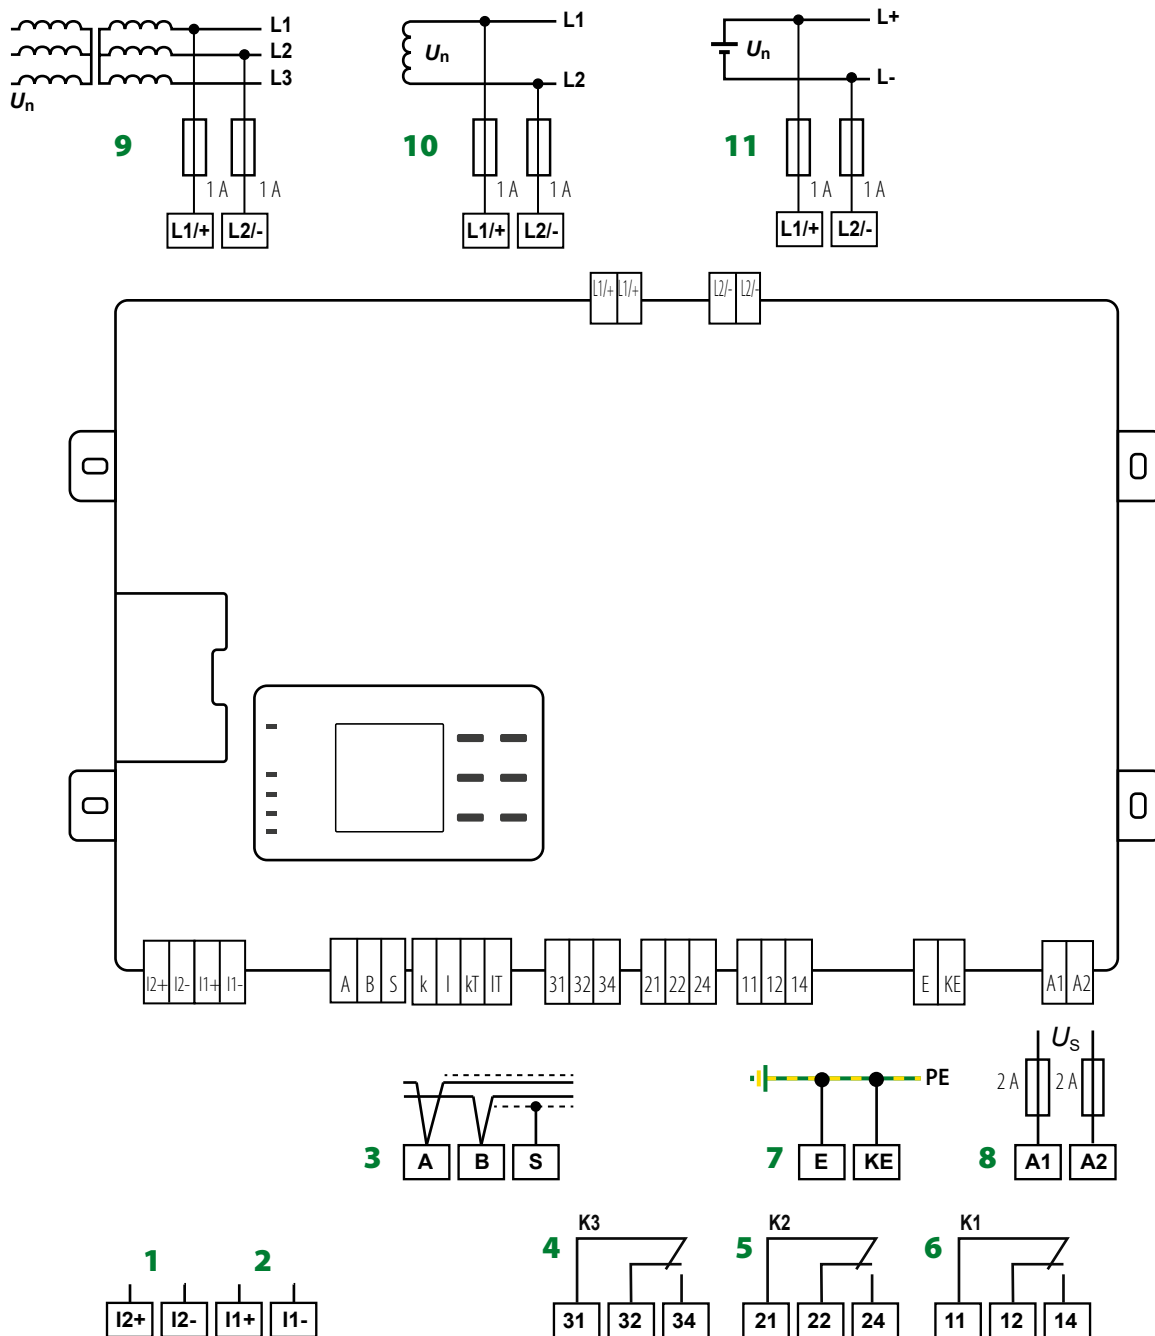 L1
L2
L3
Un
9
1 A
1 A
L1/+
L2/-
L1
Un
L2
10
1 A
1 A
L1/+
L2/-
L+
Un
L-
11
1 A
1 A
L1/+
L2/-
L1/+ L1/+ L2/- L2/-
I2+ I2- I1+ I1- A B S k l kT lT 31 32 34 21 22 24 11 12 14 E KE A1 A2
3
A B S
PE
7
E KE
US
2 A
2 A
8
A1 A2
1
2
I2+ I2- I1+ I1-
K3
4
31 32 34
K2
5
21 22 24
K1
6
11 12 14